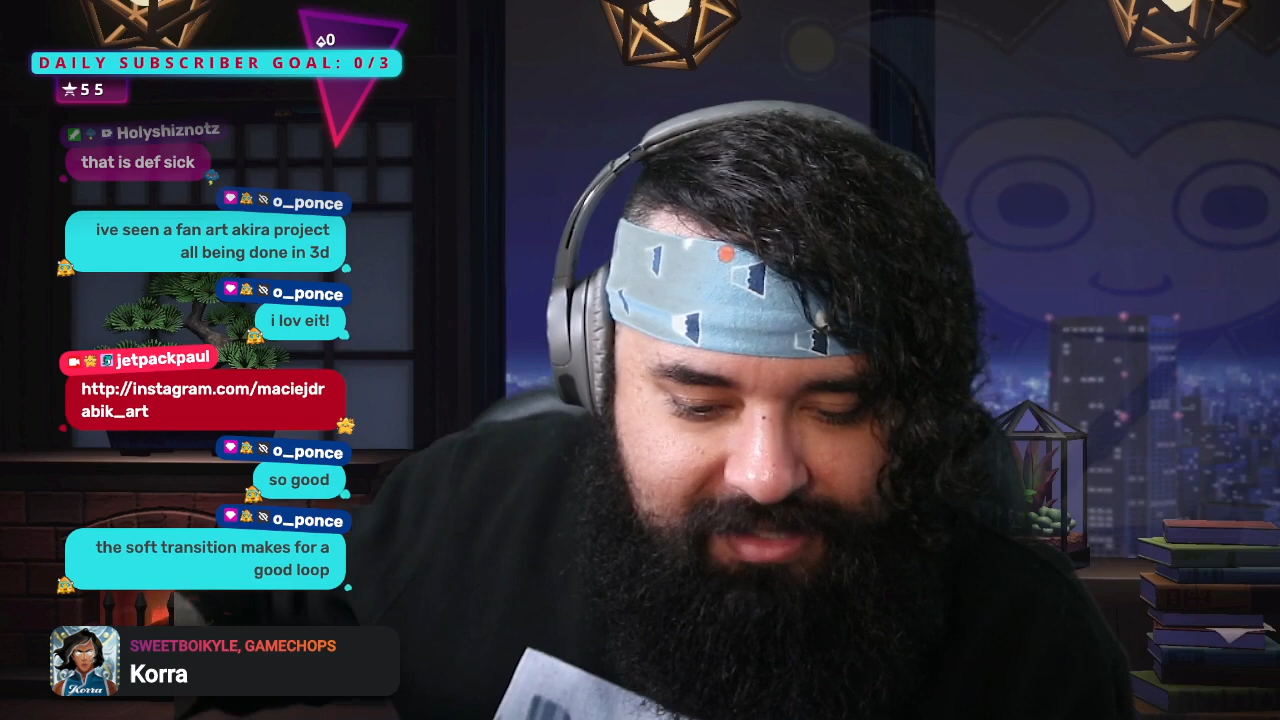 0
DAILY SUBSCRIBER GOAL: 0/3
55
Holyshiznotz
that is def sick
o_ponce
ive seen a fan art akira project
all being done in 3d
o_ponce
i lov eit!
jetpackpaul
http://instagram.com/maciejdr
abik_art
o_ponce
so good
o_ponce
the soft transition makes for a
good loop
SWEETBOIKYLE, GAMECHOPS
Korra
Korra